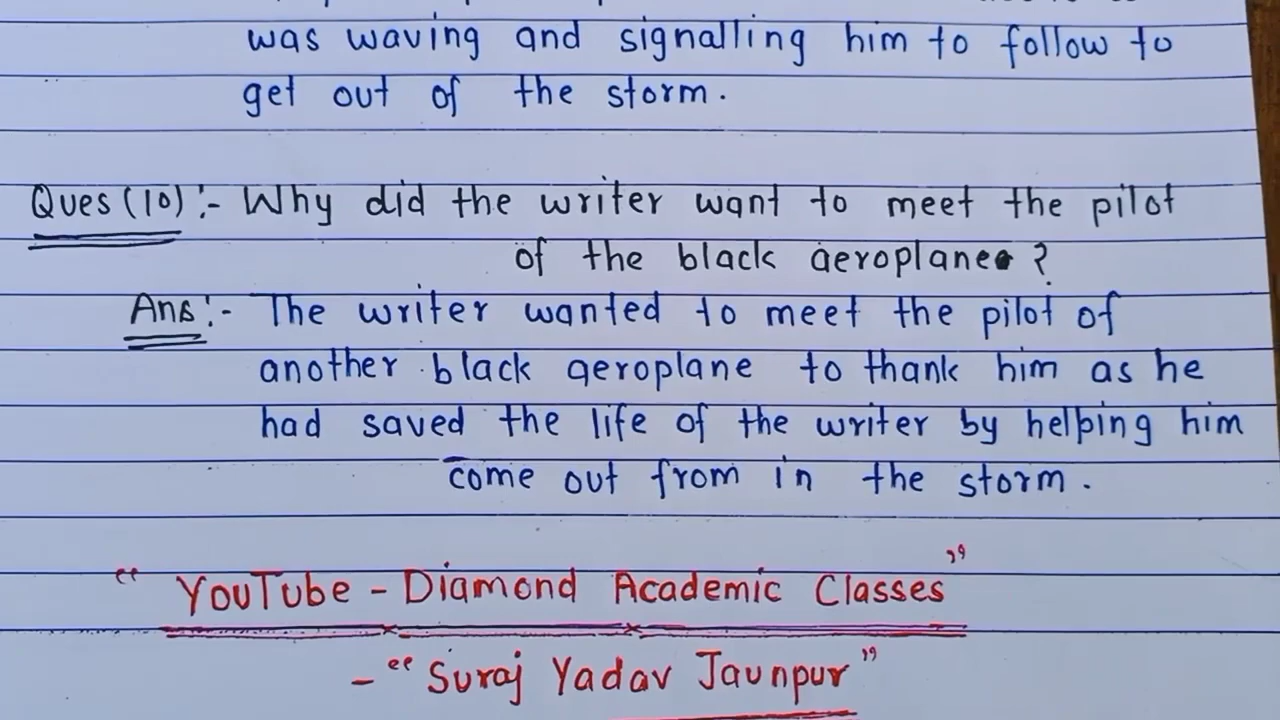 was waving and signalling him to follow to
get out of the storm.
Ques (10):- Why did the writer want to meet the pilot
of the black aeroplane ?
Ans:- The writer wanted to meet the pilot of
another black aeroplane to thank him as he
had saved the life of the writer by helping him
come out from in the storm.
"YouTube - Diamond Academic Classes"
- "Suraj Yadav Jaunpur"